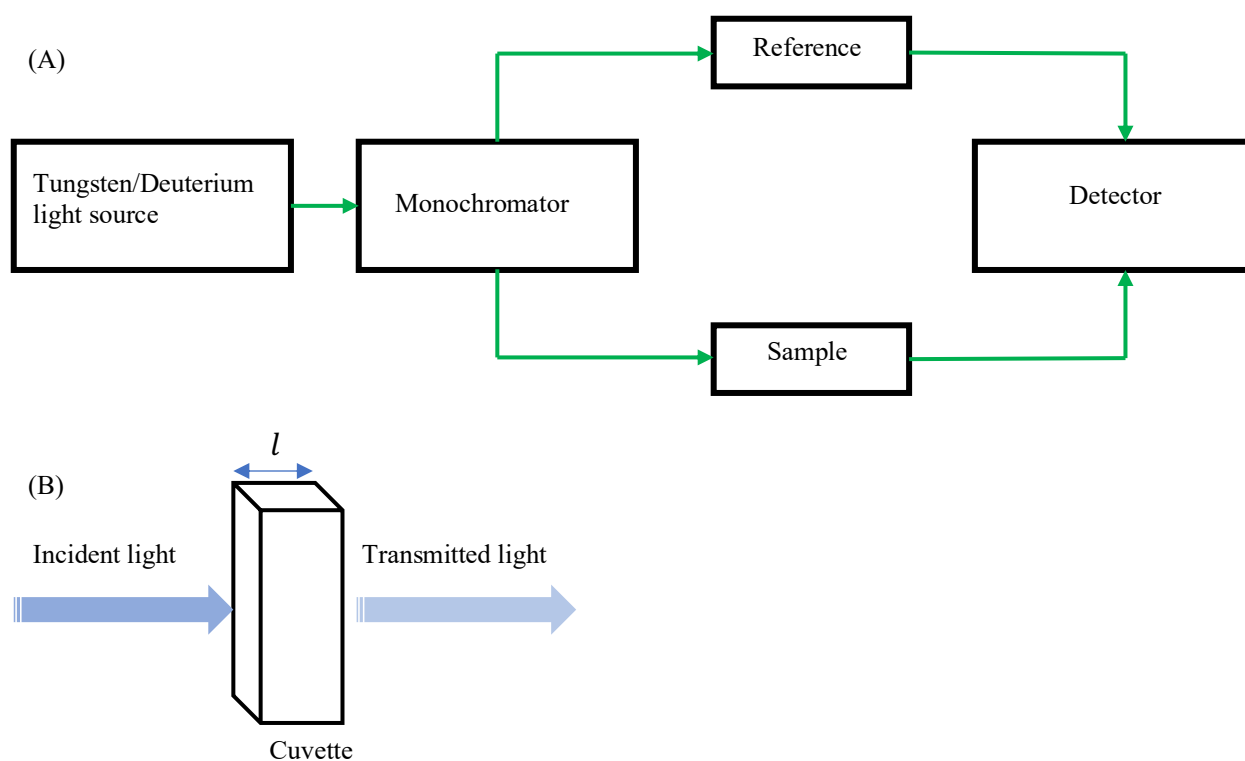 (A)
Reference
Tungsten/Deuterium
light source
Monochromator
Detector
Sample
(B)
l
Incident light
Transmitted light
Cuvette